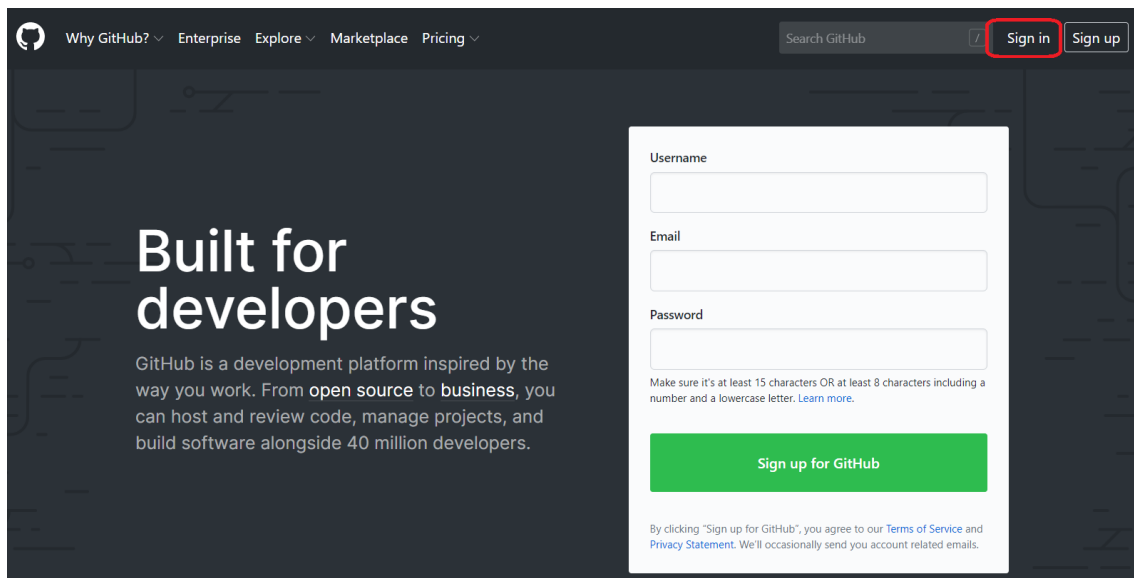 Why GitHub? Enterprise Explore Marketplace Pricing Search GitHub / Sign in Sign up
Built for
developers
GitHub is a development platform inspired by the
way you work. From open source to business, you
can host and review code, manage projects, and
build software alongside 40 million developers.
Username
Email
Password
Make sure it's at least 15 characters OR at least 8 characters including a
number and a lowercase letter. Learn more.
Sign up for GitHub
By clicking “Sign up for GitHub”, you agree to our Terms of Service and
Privacy Statement. We'll occasionally send you account related emails.